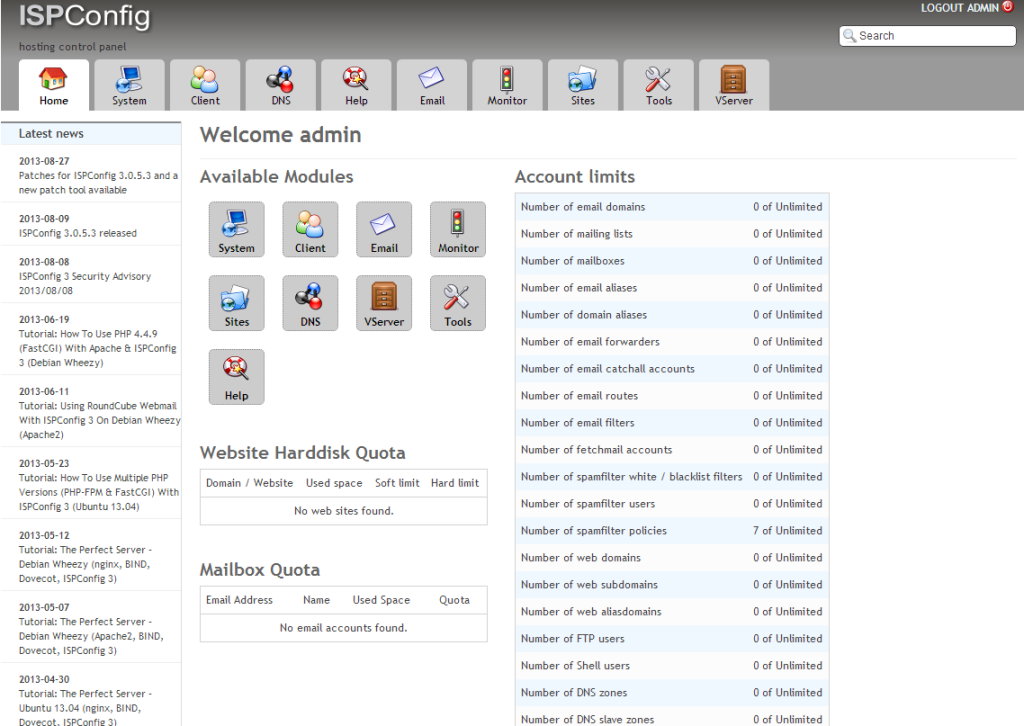 ISPConfig
hosting control panel
LOGOUT ADMIN
Search
Home
System
Client
DNS
Help
Email
Monitor
Sites
Tools
VServer
Latest news
2013-08-27
Patches for ISPConfig 3.0.5.3 and a
new patch tool available
2013-08-09
ISPConfig 3.0.5.3 released
2013-08-08
ISPConfig 3 Security Advisory
2013/08/08
2013-06-19
Tutorial: How To Use PHP 4.4.9
(FastCGI) With Apache & ISPConfig
3 (Debian Wheezy)
2013-06-11
Tutorial: Using RoundCube Webmail
With ISPConfig 3 On Debian Wheezy
(Apache2)
2013-05-23
Tutorial: How To Use Multiple PHP
Versions (PHP-FPM & FastCGI) With
ISPConfig 3 (Ubuntu 13.04)
2013-05-12
Tutorial: The Perfect Server -
Debian Wheezy (nginx, BIND,
Dovecot, ISPConfig 3)
2013-05-07
Tutorial: The Perfect Server -
Debian Wheezy (Apache2, BIND,
Dovecot, ISPConfig 3)
2013-04-30
Tutorial: The Perfect Server -
Ubuntu 13.04 (nginx, BIND,
Dovecot, ISPConfig 3)
Welcome admin
Available Modules
System
Client
Email
Monitor
Sites
DNS
VServer
Tools
Help
Website Harddisk Quota
Domain / Website Used space Soft limit Hard limit
No web sites found.
Mailbox Quota
Email Address Name Used Space Quota
No email accounts found.
Account limits
Number of email domains 0 of Unlimited
Number of mailing lists 0 of Unlimited
Number of mailboxes 0 of Unlimited
Number of email aliases 0 of Unlimited
Number of domain aliases 0 of Unlimited
Number of email forwarders 0 of Unlimited
Number of email catchall accounts 0 of Unlimited
Number of email routes 0 of Unlimited
Number of email filters 0 of Unlimited
Number of fetchmail accounts 0 of Unlimited
Number of spamfilter white / blacklist filters 0 of Unlimited
Number of spamfilter users 0 of Unlimited
Number of spamfilter policies 7 of Unlimited
Number of web domains 0 of Unlimited
Number of web subdomains 0 of Unlimited
Number of web aliasdomains 0 of Unlimited
Number of FTP users 0 of Unlimited
Number of Shell users 0 of Unlimited
Number of DNS zones 0 of Unlimited
Number of DNS slave zones 0 of Unlimited